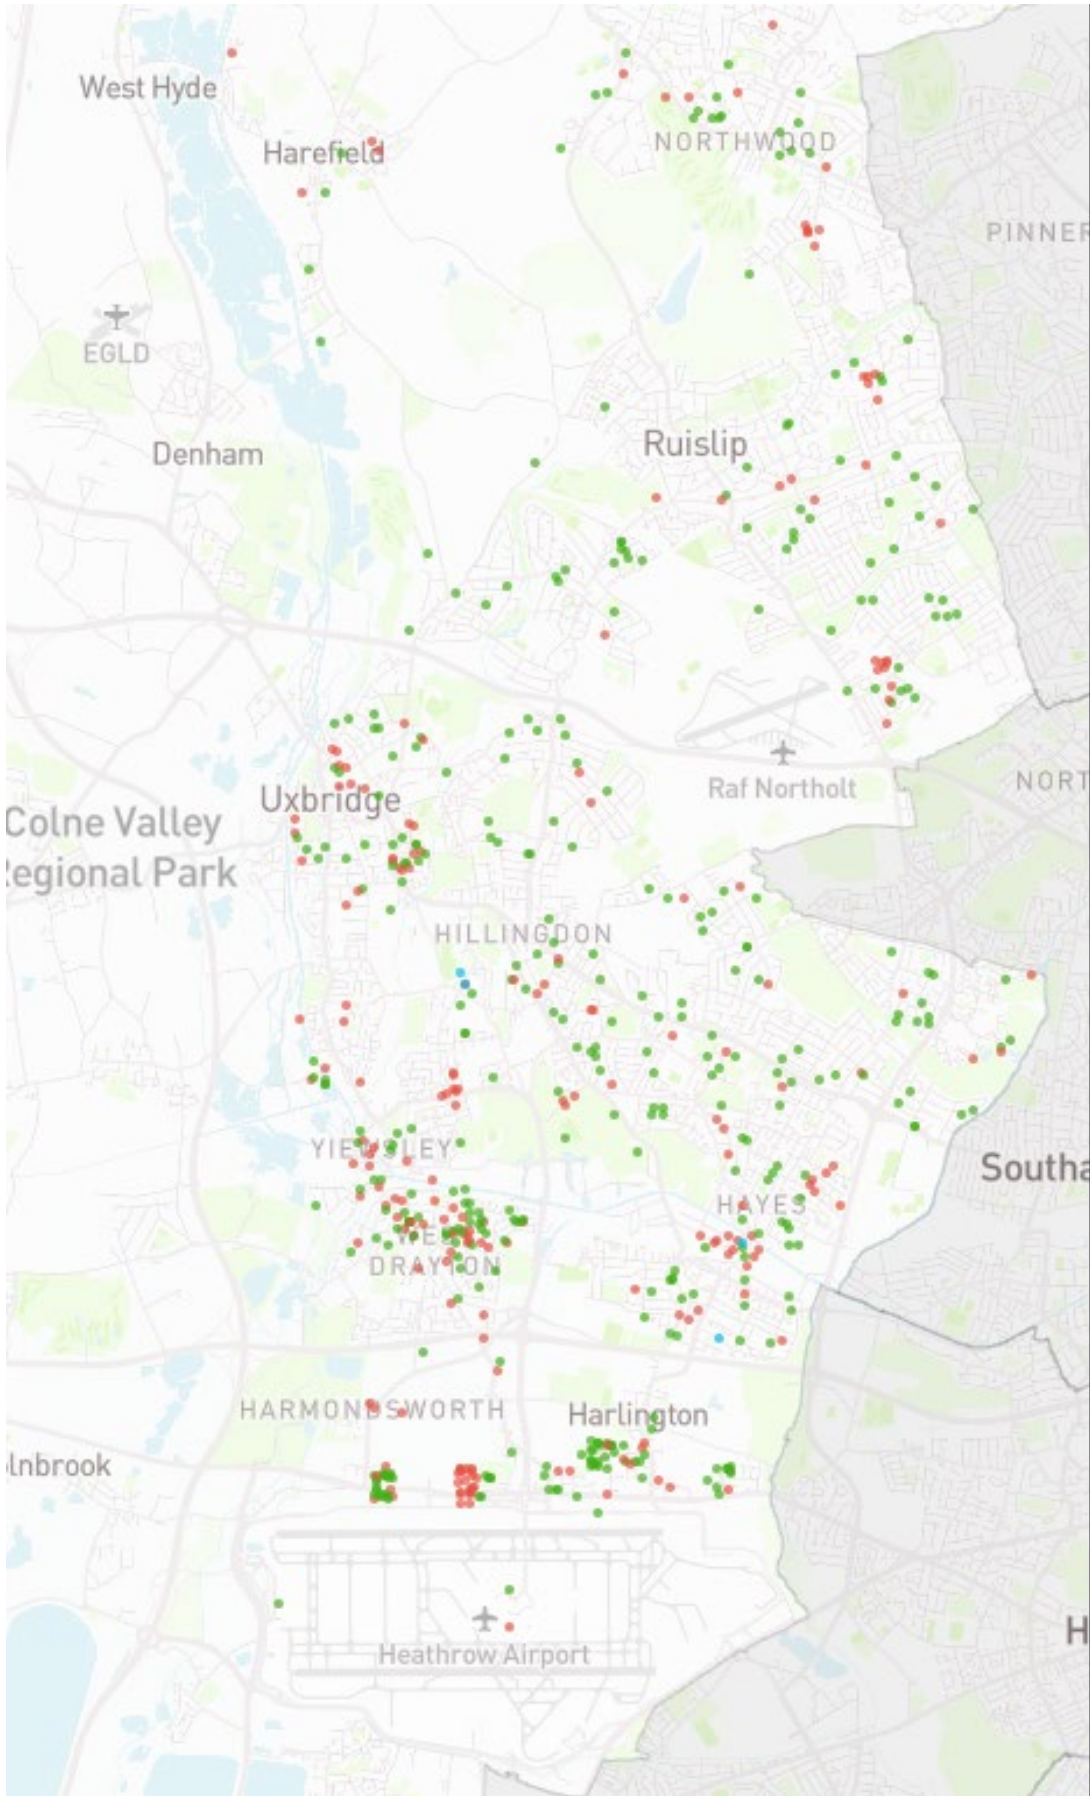 West Hyde
Harefield
NORTHWOOD
PINNER
EGLD
Denham
Ruislip
NORT
Raf Northolt
Uxbridge
Colne Valley
Regional Park
HILLINGDON
YIEWSLEY
Southa
HAYES
WEST
DRAYTON
HARMONDSWORTH
Harlington
lnbrook
H
Heathrow Airport